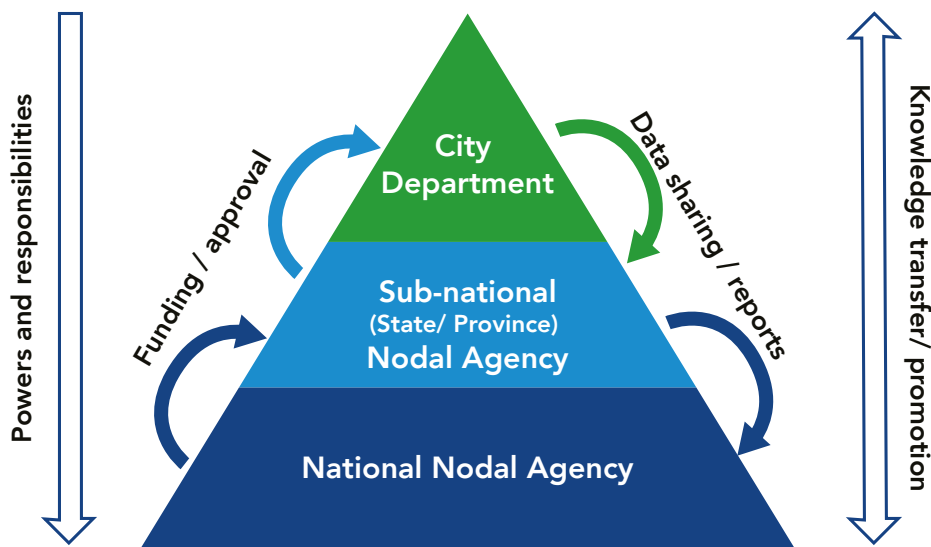 Powers and responsibilities
Funding / approval
City
Department
Sub-national
(State/ Province)
Nodal Agency
National Nodal Agency
Data sharing / reports
Knowledge transfer/ promotion